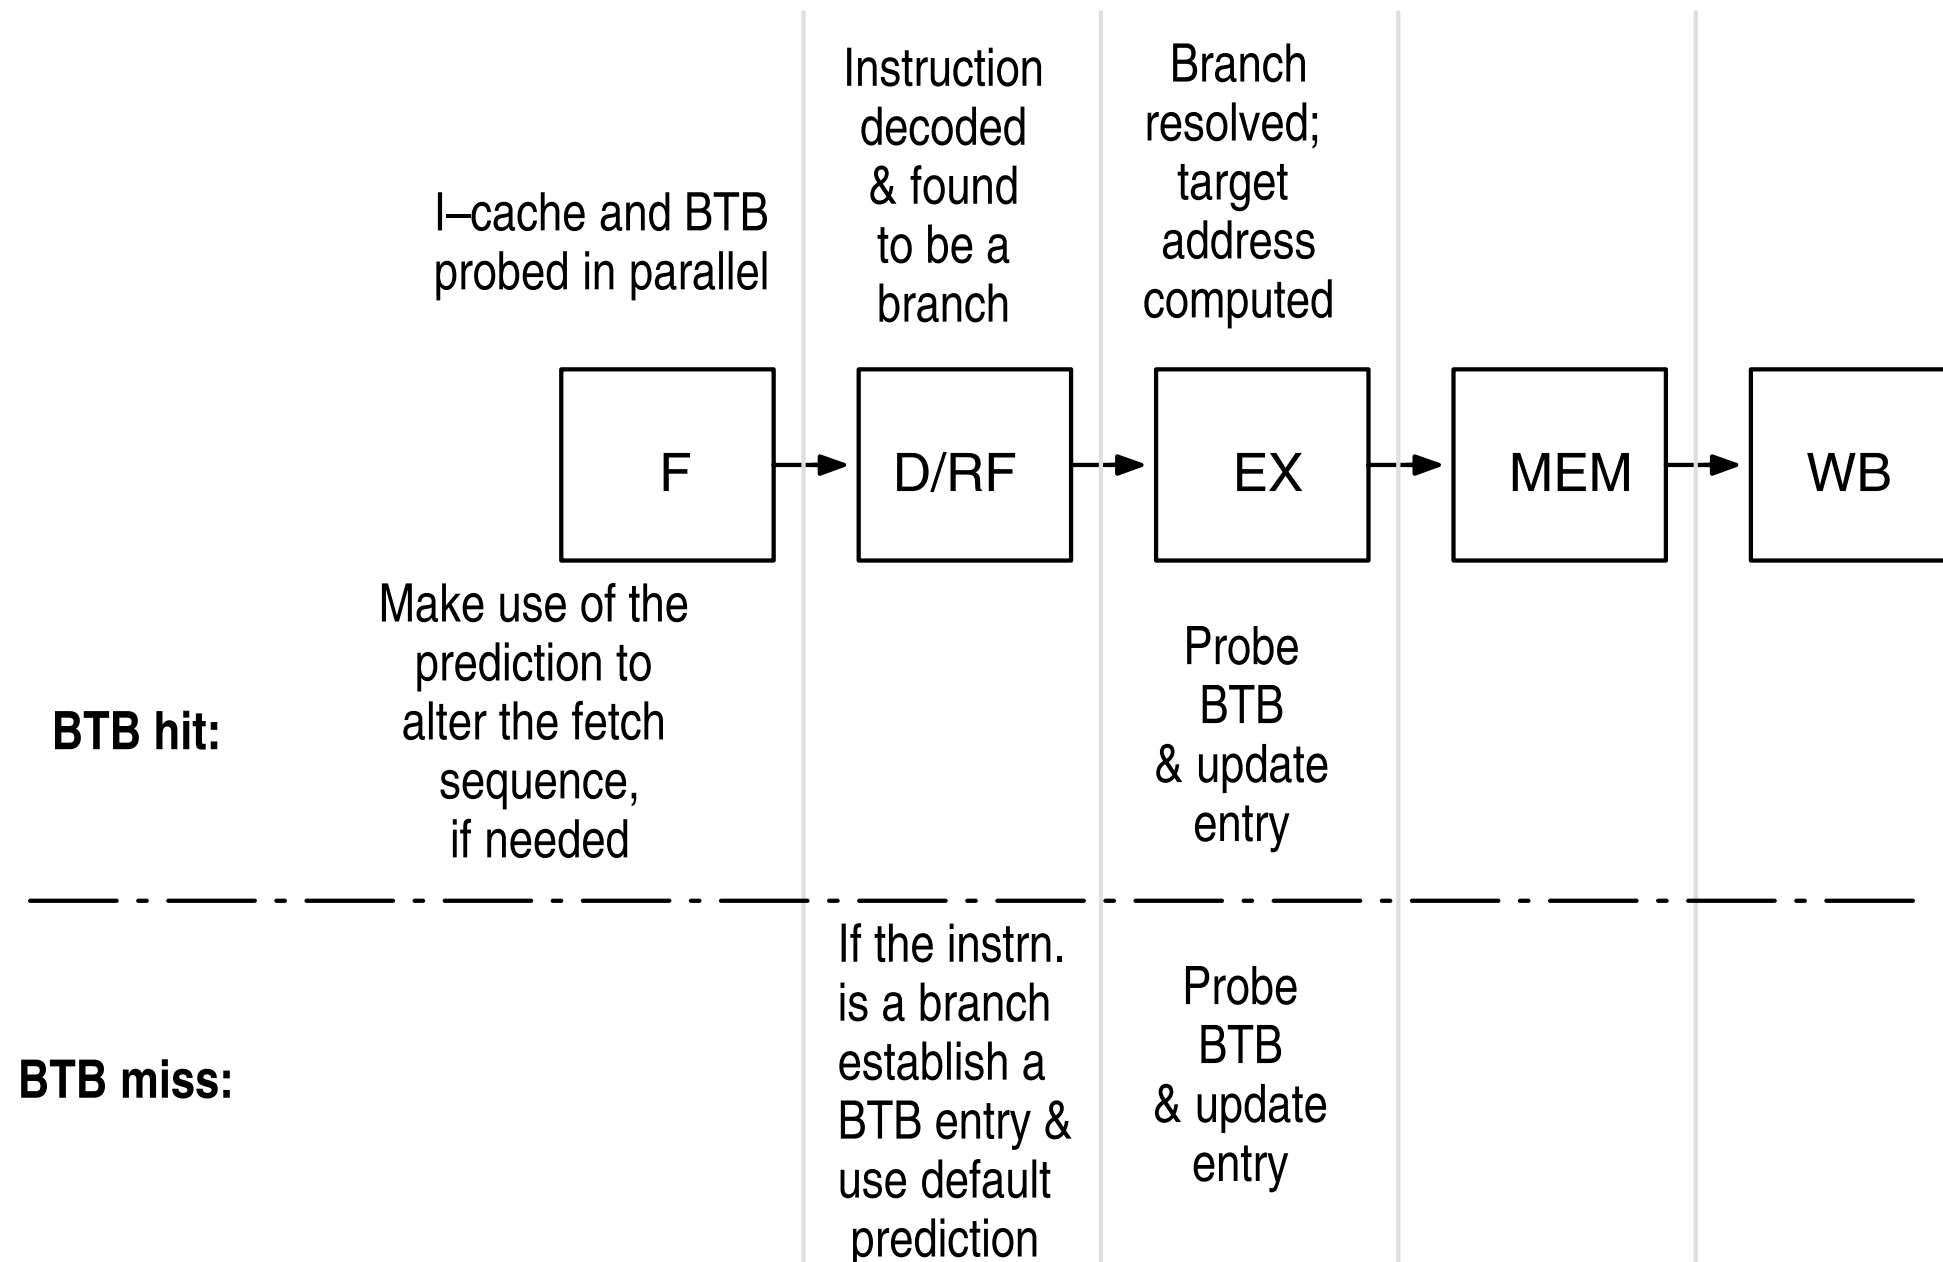 I–cache and BTB
probed in parallel
Instruction
decoded
& found
to be a
branch
Branch
resolved;
target
address
computed
F
D/RF
EX
MEM
WB
BTB hit:
Make use of the
prediction to
alter the fetch
sequence,
if needed
Probe
BTB
& update
entry
BTB miss:
If the instrn.
is a branch
establish a
BTB entry &
use default
prediction
Probe
BTB
& update
entry